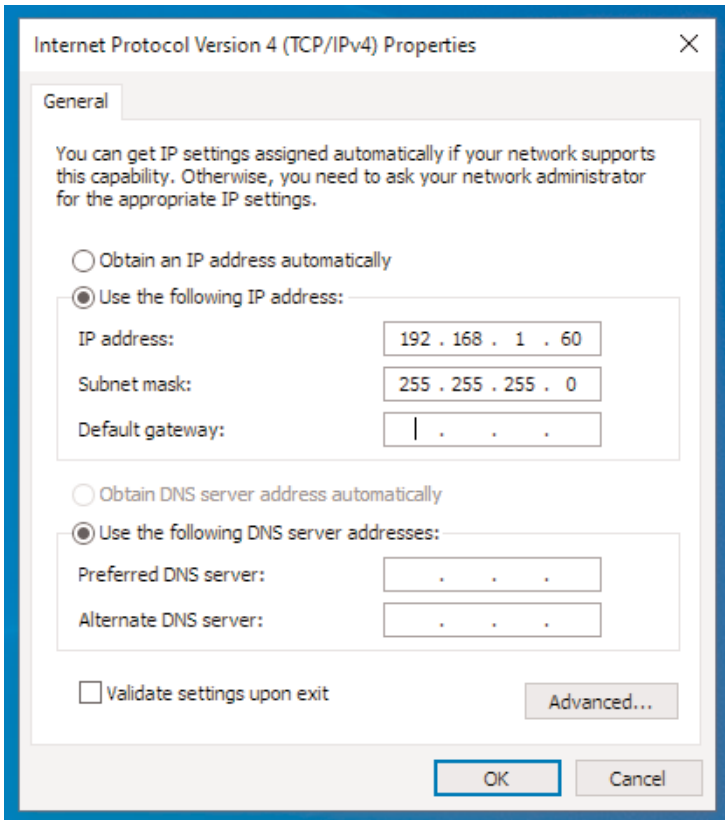 Internet Protocol Version 4 (TCP/IPv4) Properties
General
You can get IP settings assigned automatically if your network supports
this capability. Otherwise, you need to ask your network administrator
for the appropriate IP settings.
Obtain an IP address automatically
Use the following IP address:
IP address: 192 . 168 . 1 . 60
Subnet mask: 255 . 255 . 255 . 0
Default gateway: . . .
Obtain DNS server address automatically
Use the following DNS server addresses:
Preferred DNS server: . . .
Alternate DNS server: . . .
Validate settings upon exit
Advanced...
OK Cancel